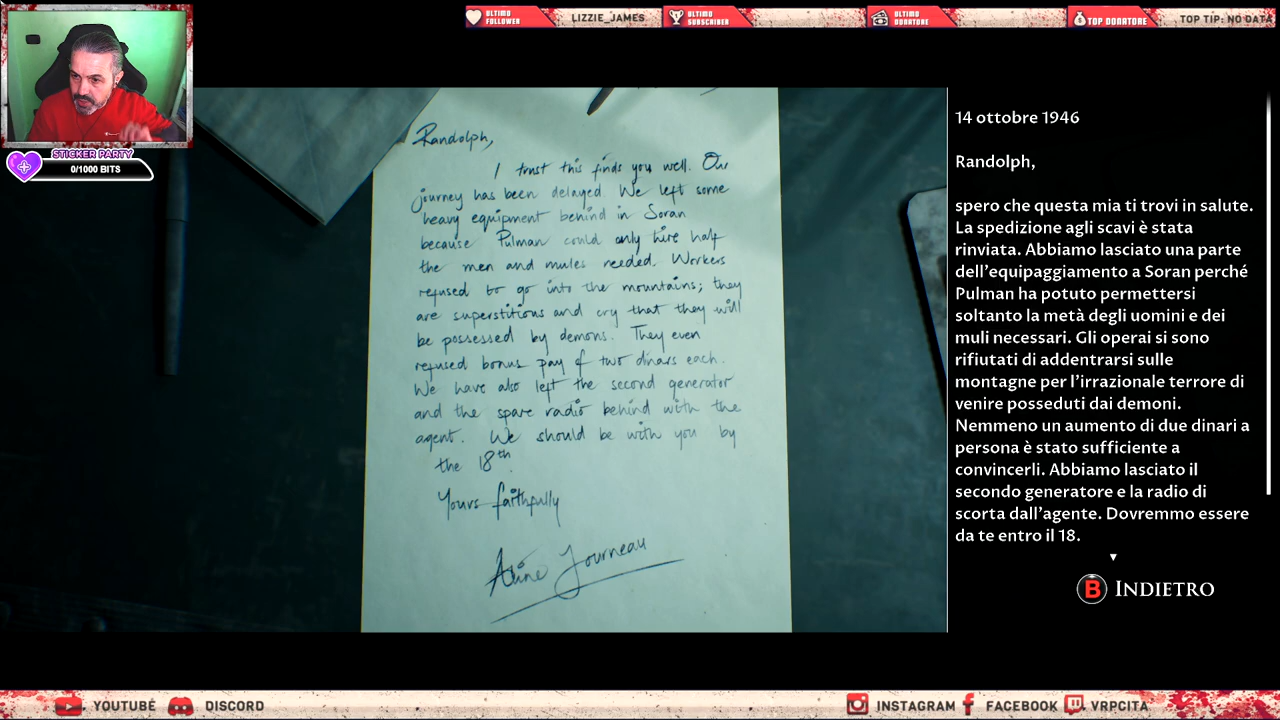 ULTIMO FOLLOWER
LIZZIE_JAMES
ULTIMO SUBSCRIBER
ULTIMO DONATORE
TOP DONATORE
TOP TIP: NO DATA
STICKER PARTY
0/1000 BITS
Randolph,
I trust this finds you well. Our
journey has been delayed. We left some
heavy equipment behind in Soran
because Pulman could only hire half
the men and mules needed. Workers
refused to go into the mountains; they
are superstitious and cry that they will
be possessed by demons. They even
refused bonus pay of two dinars each.
We have also left the second generator
and the spare radio behind with the
agent. We should be with you by
the 18th.
Yours faithfully
Aline Journeau
14 ottobre 1946
Randolph,
spero che questa mia ti trovi in salute.
La spedizione agli scavi è stata
rinviata. Abbiamo lasciato una parte
dell'equipaggiamento a Soran perché
Pulman ha potuto permettersi
soltanto la metà degli uomini e dei
muli necessari. Gli operai si sono
rifiutati di addentrarsi sulle
montagne per l'irrazionale terrore di
venire posseduti dai demoni.
Nemmeno un aumento di due dinari a
persona è stato sufficiente a
convincerli. Abbiamo lasciato il
secondo generatore e la radio di
scorta dall'agente. Dovremmo essere
da te entro il 18.
B INDIETRO
YOUTUBE
DISCORD
INSTAGRAM
FACEBOOK
VRPCITA